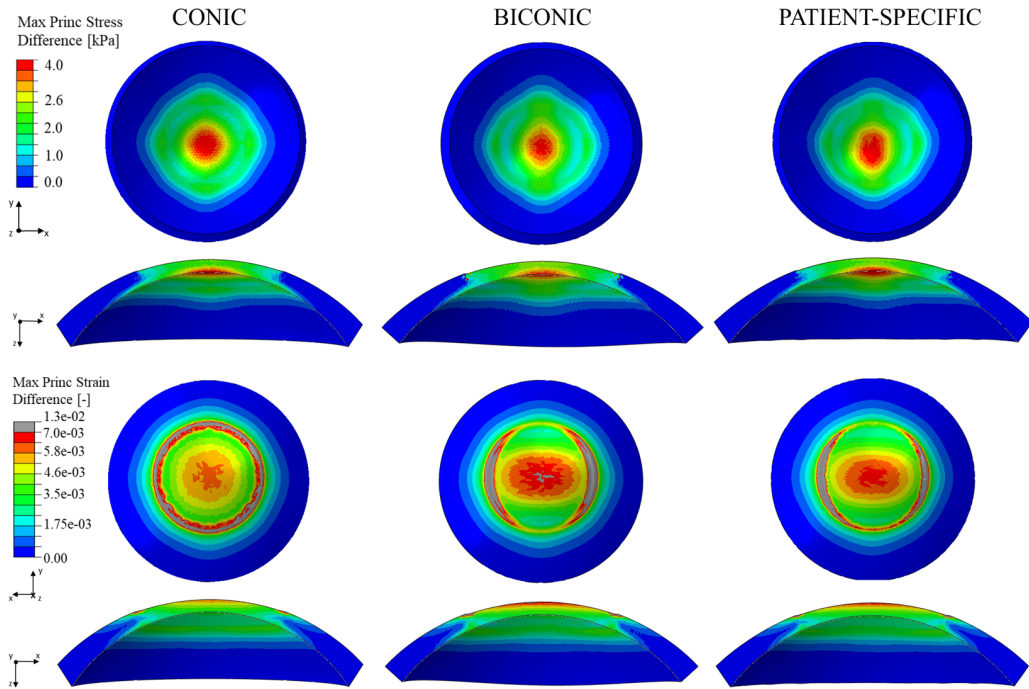 CONIC
BICONIC
PATIENT-SPECIFIC
Max Princ Stress
Difference [kPa]
4.0
2.6
2.0
1.0
0.0
y
z
x
y
x
z
Max Princ Strain
Difference [-]
1.3e-02
7.0e-03
5.8e-03
4.6e-03
3.5e-03
1.75e-03
0.00
y
x
z
y
x
z